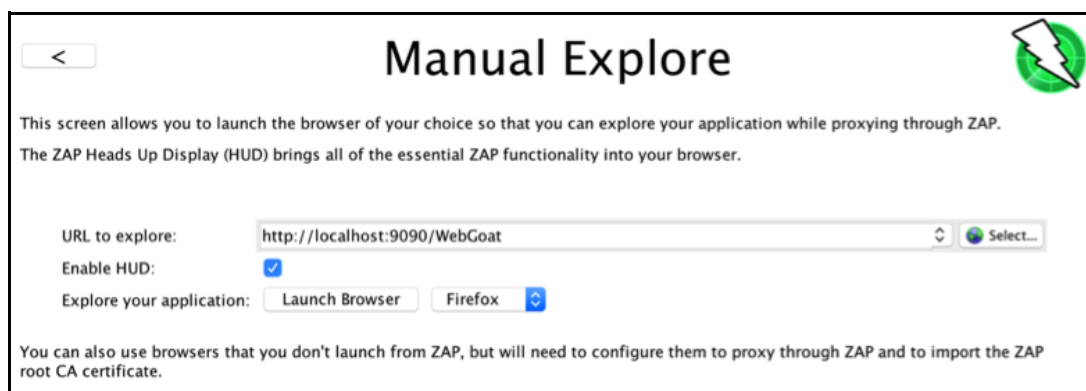 <
Manual Explore
This screen allows you to launch the browser of your choice so that you can explore your application while proxying through ZAP.
The ZAP Heads Up Display (HUD) brings all of the essential ZAP functionality into your browser.
URL to explore: http://localhost:9090/WebGoat Select...
Enable HUD:
Explore your application: Launch Browser Firefox
You can also use browsers that you don't launch from ZAP, but will need to configure them to proxy through ZAP and to import the ZAP
root CA certificate.